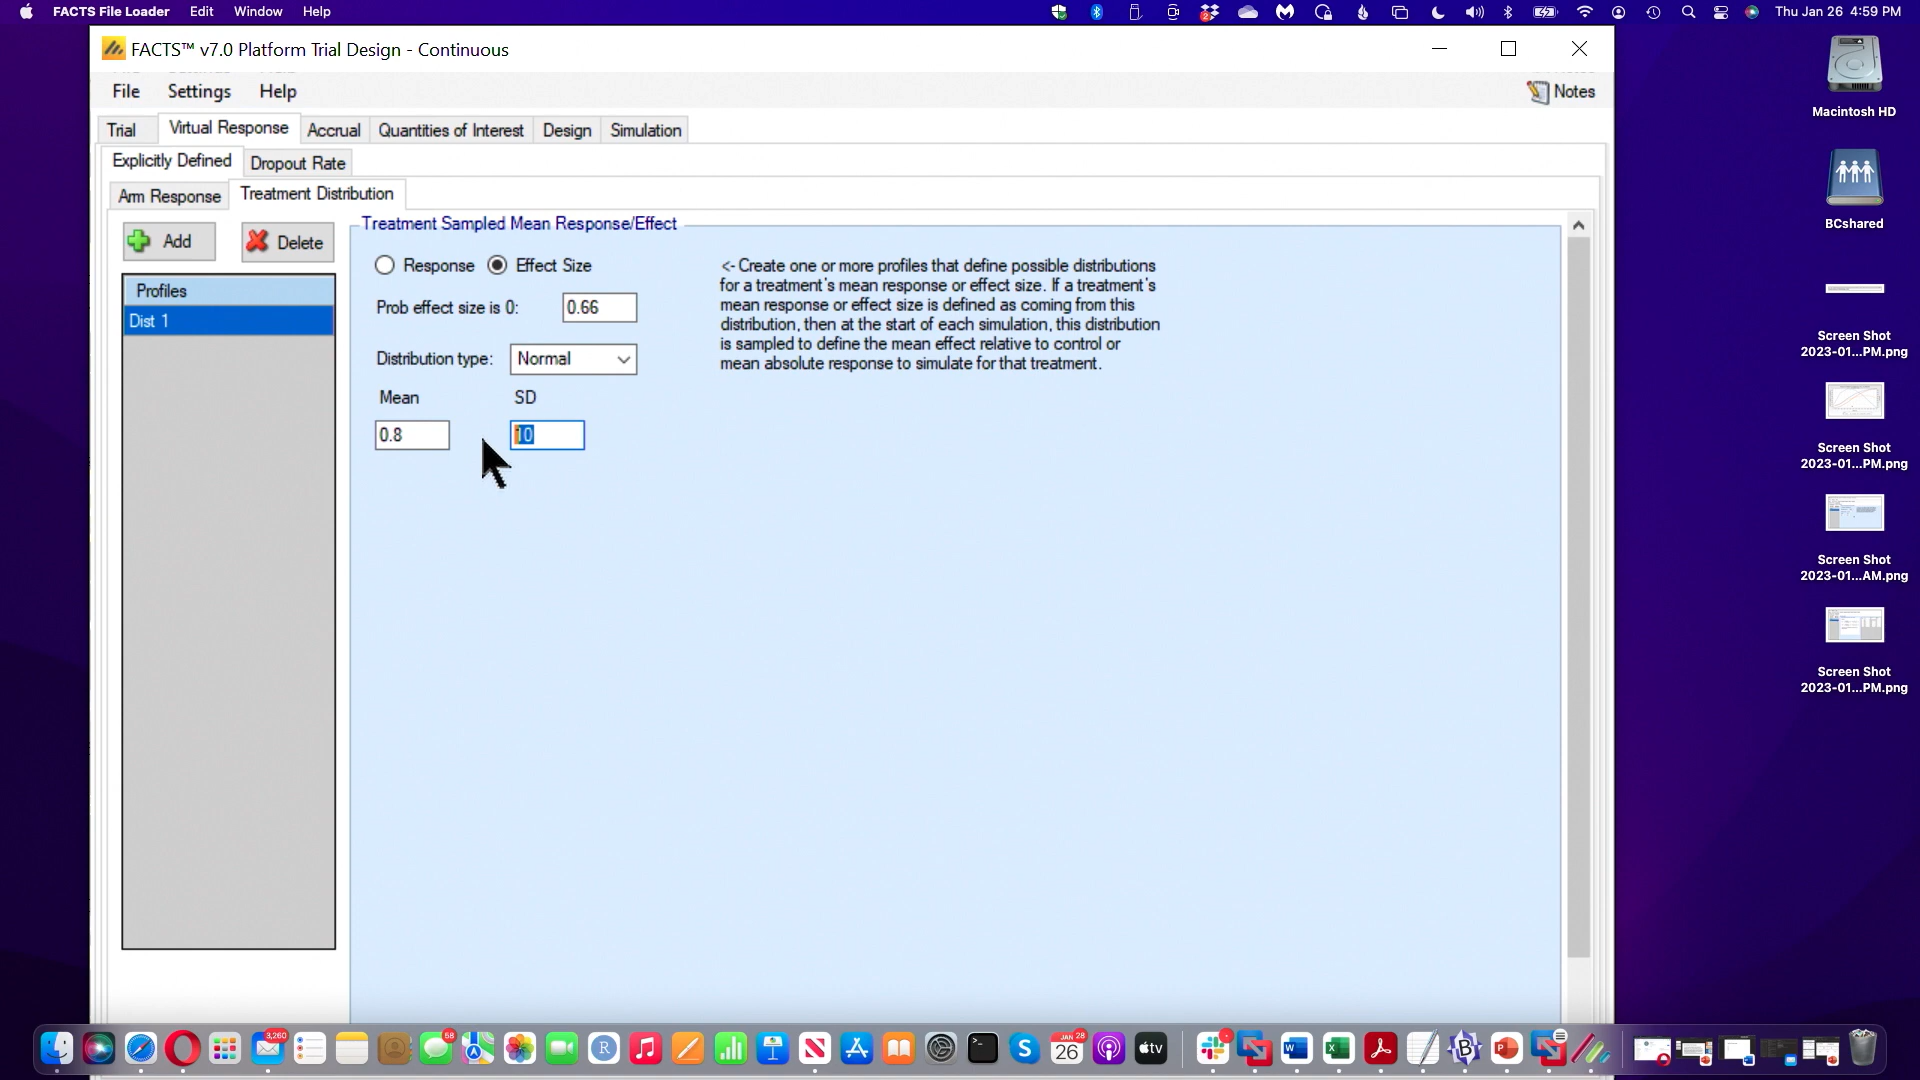 FACTS File Loader Edit Window Help
Thu Jan 26 4:59 PM
FACTS™ v7.0 Platform Trial Design - Continuous
File Settings Help
Notes
Trial Virtual Response Accrual Quantities of Interest Design Simulation
Explicitly Defined Dropout Rate
Arm Response Treatment Distribution
Add Delete
Profiles
Dist 1
Treatment Sampled Mean Response/Effect
Response Effect Size
Prob effect size is 0: 0.66
Distribution type: Normal
Mean SD
0.8 10
<- Create one or more profiles that define possible distributions
for a treatment's mean response or effect size. If a treatment's
mean response or effect size is defined as coming from this
distribution, then at the start of each simulation, this distribution
is sampled to define the mean effect relative to control or
mean absolute response to simulate for that treatment.
Macintosh HD
BCshared
Screen Shot
2023-01...PM.png
Screen Shot
2023-01...PM.png
Screen Shot
2023-01...AM.png
Screen Shot
2023-01...PM.png
3,260
68
JAN 28
26
tv